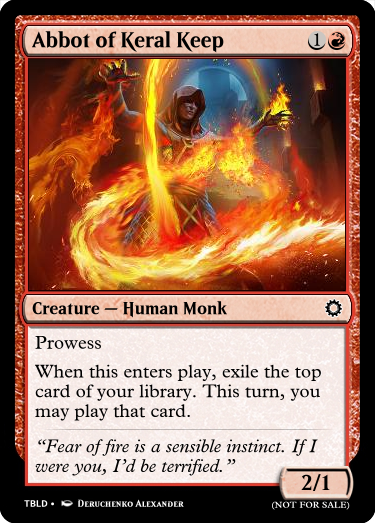 Abbot of Keral Keep 1
Creature — Human Monk
Prowess
When this enters play, exile the top
card of your library. This turn, you
may play that card.
“Fear of fire is a sensible instinct. If I
were you, I’d be terrified.”
2/1
TBLD • Deruchenko Alexander
(NOT FOR SALE)